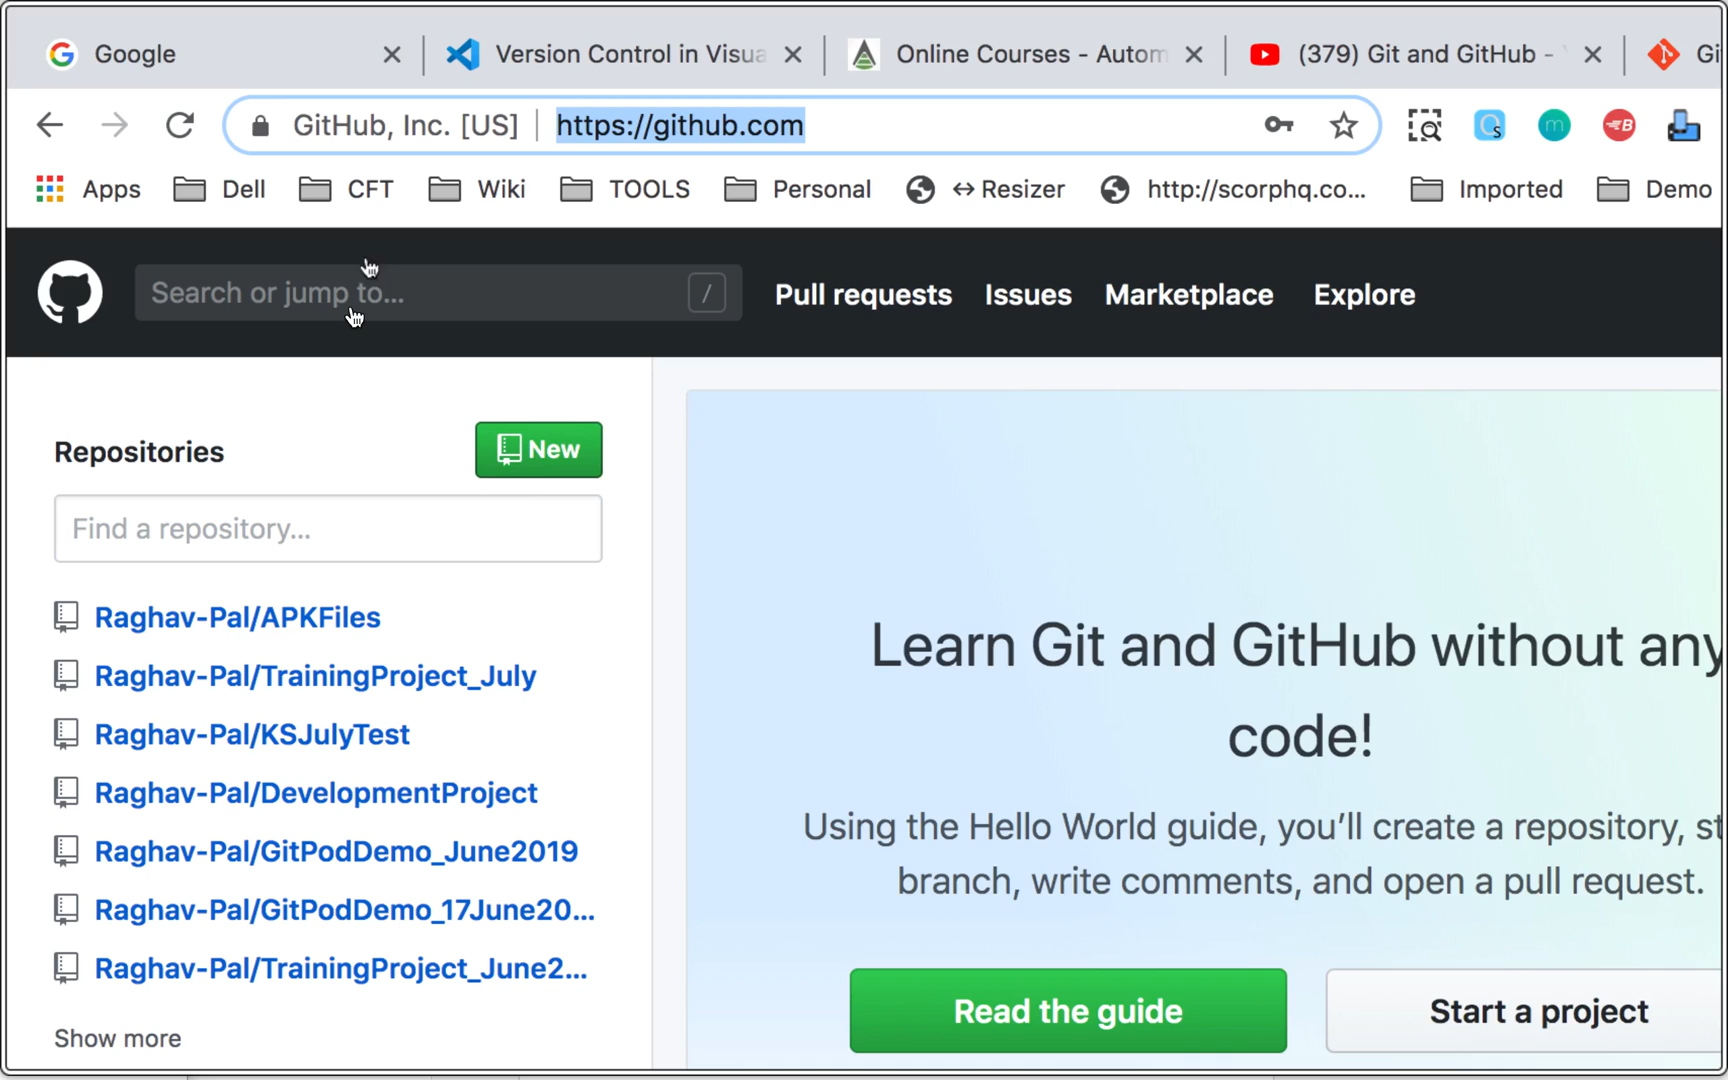 Google
Version Control in Visua
Online Courses - Autom
(379) Git and GitHub -
Gi
GitHub, Inc. [US] | https://github.com
Apps Dell CFT Wiki TOOLS Personal ↔ Resizer http://scorphq.co... Imported Demo
Search or jump to... /
Pull requests Issues Marketplace Explore
Repositories
New
Find a repository...
Raghav-Pal/APKFiles
Raghav-Pal/TrainingProject_July
Raghav-Pal/KSJulyTest
Raghav-Pal/DevelopmentProject
Raghav-Pal/GitPodDemo_June2019
Raghav-Pal/GitPodDemo_17June20...
Raghav-Pal/TrainingProject_June2...
Show more
Learn Git and GitHub without any
code!
Using the Hello World guide, you’ll create a repository, st
branch, write comments, and open a pull request.
Read the guide
Start a project